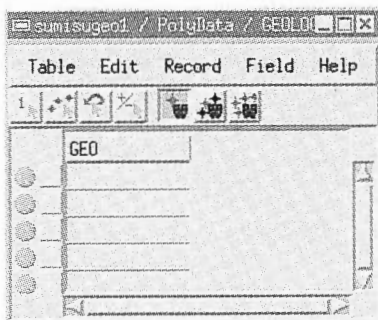 sumisugeo1 / PolyData / GEOLO
Table Edit Record Field Help
GEO